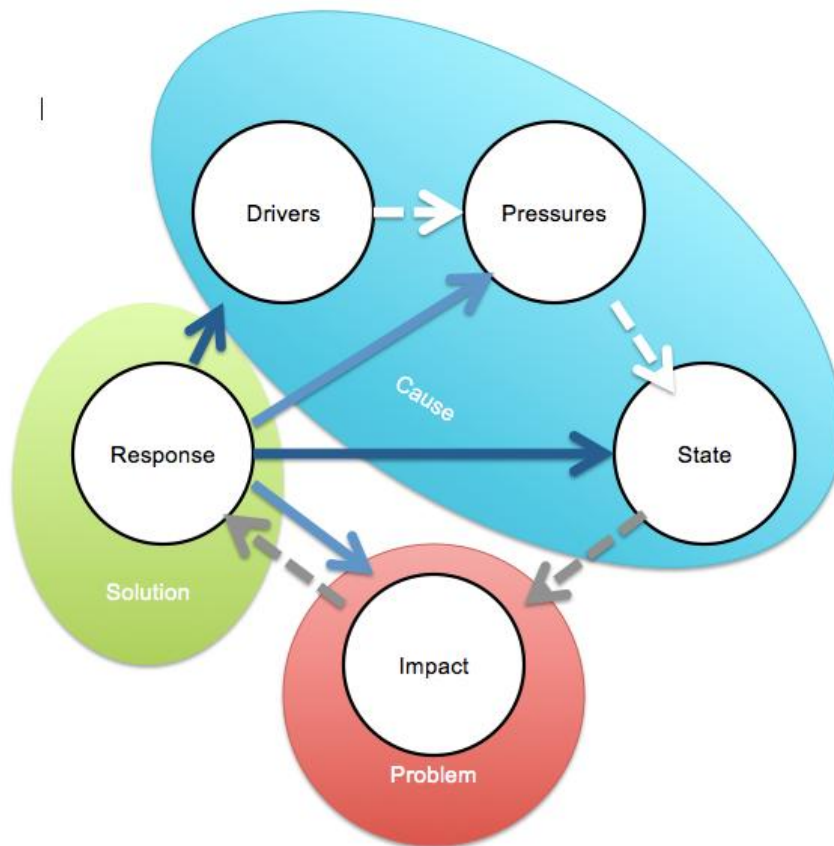 Drivers
Pressures
Cause
Response
State
Solution
Impact
Problem